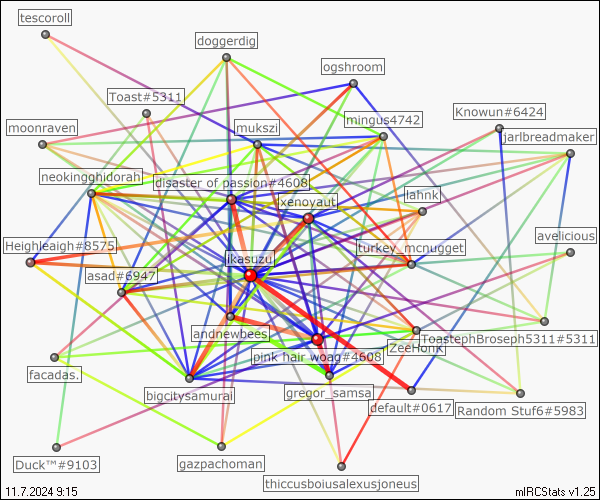 tescoroll
doggerdig
ogshroom
Toast#5311
Knowun#6424
mingus4742
moonraven
mukszi
jarlbreadmaker
neokingghidorah
disaster of passion#4608
lahnk
xenoyaut
avelicious
Heighleaigh#8575
turkey_mcnugget
ikasuzu
asad#6947
andnewbees
ToastephBroseph5311#5311
ZeeHonk
pink hair woag#4608
facadas.
gregor_samsa
bigcitysamurai
default#0617
Random Stuf6#5983
Duck™#9103
gazpachoman
thiccusboiusalexusjoneus
11.7.2024 9:15
mIRCStats v1.25